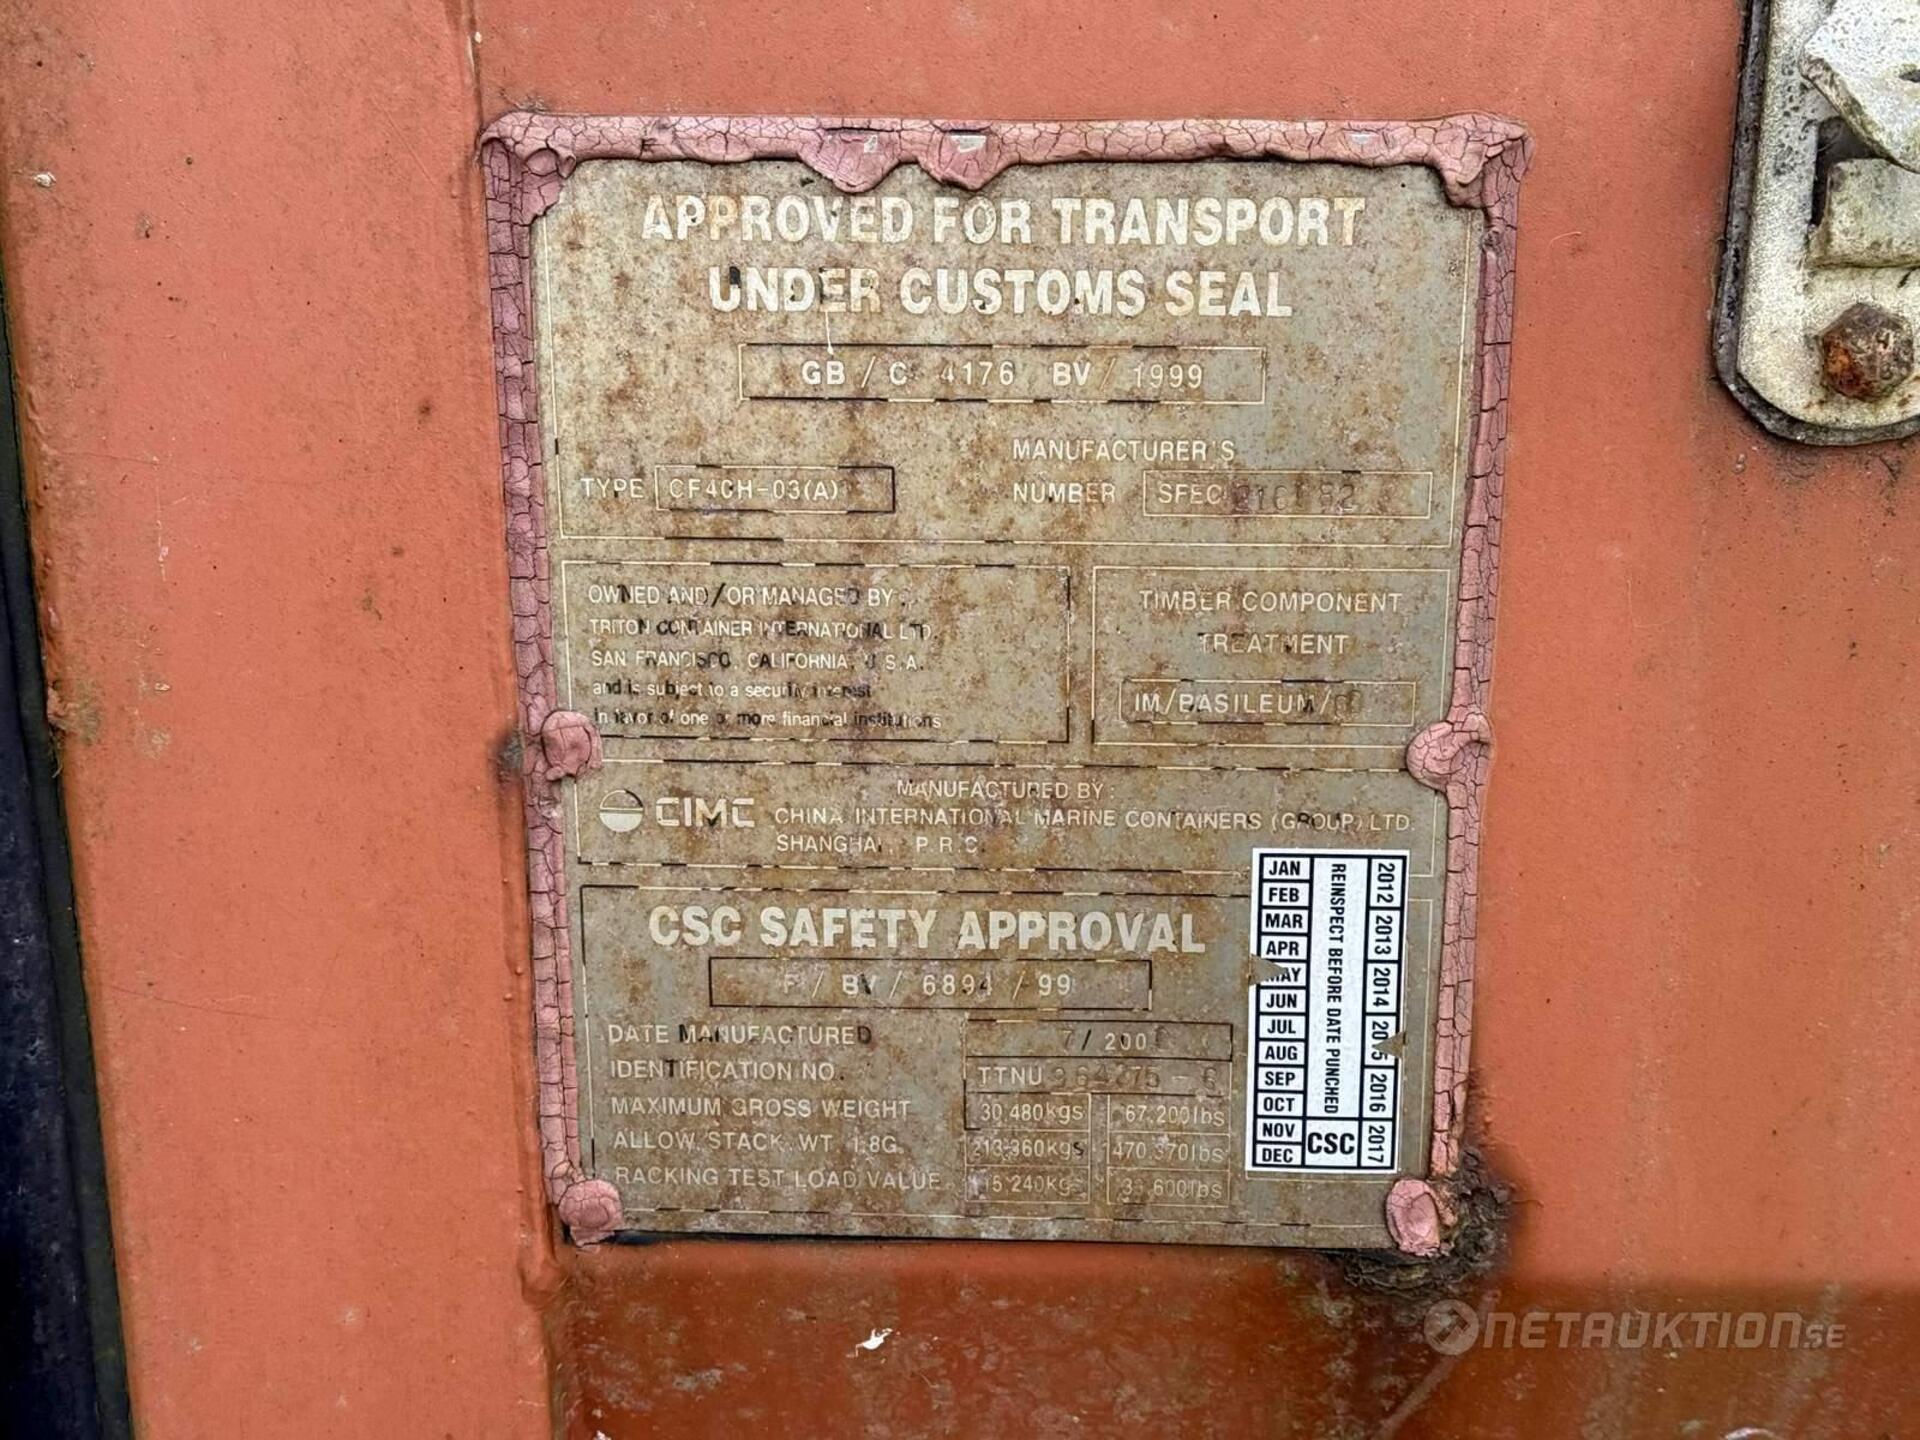 APPROVED FOR TRANSPORT
UNDER CUSTOMS SEAL
GB / C 4176 BV / 1999
MANUFACTURER'S
TYPE CF4CH-03(A)
NUMBER
OWNED AND/OR MANAGED BY :
TRITON CONTAINER INTERNATIONAL LTD.
SAN FRANCISCO, CALIFORNIA, U.S.A.
and is subject to a security interest
in favor of one or more financial institutions
TIMBER COMPONENT
TREATMENT
IM/BASILEUM/
CIMC
MANUFACTURED BY :
CHINA INTERNATIONAL MARINE CONTAINERS (GROUP) LTD.
SHANGHAI, P.R.C.
CSC SAFETY APPROVAL
F / BV / 6894 / 99
DATE MANUFACTURED
IDENTIFICATION NO. TTNU
MAXIMUM GROSS WEIGHT 30,480kgs 67,200lbs
ALLOW. STACK. WT. 1.8G. 213,360kgs 470,370lbs
RACKING TEST LOAD VALUE 15,240kgs 33,600lbs
JAN
FEB
MAR
APR
MAY
JUN
JUL
AUG
SEP
OCT
NOV
DEC
REINSPECT BEFORE DATE PUNCHED
CSC
2012 2013 2014 2015 2016 2017
NETAUKTION.SE